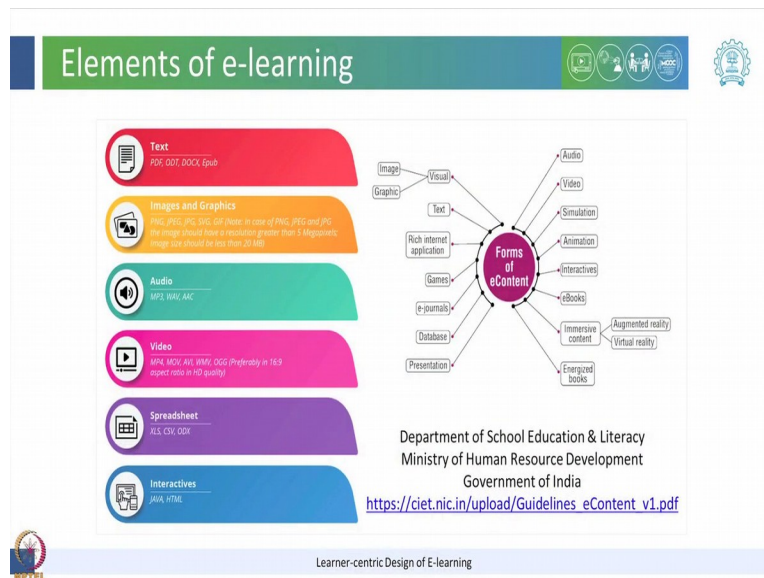 Elements of e-learning
Text
PDF, ODT, DOCX, Epub
Images and Graphics
PNG, JPEG, JPG, SVG, GIF (Note: In case of PNG, JPEG and JPG
the image should have a resolution greater than 5 Megapixels;
Image size should be less than 20 MB)
Audio
MP3, WAV, AAC
Video
MP4, MOV, AVI, WMV, OGG (Preferably in 16:9
aspect ratio in HD quality)
Spreadsheet
XLS, CSV, ODX
Interactives
JAVA, HTML
Forms
of
eContent
Image
Graphic
Visual
Text
Rich internet
application
Games
e-journals
Database
Presentation
Audio
Video
Simulation
Animation
Interactives
eBooks
Immersive
content
Augmented reality
Virtual reality
Energized
books
Department of School Education & Literacy
Ministry of Human Resource Development
Government of India
https://ciet.nic.in/upload/Guidelines_eContent_v1.pdf
Learner-centric Design of E-learning